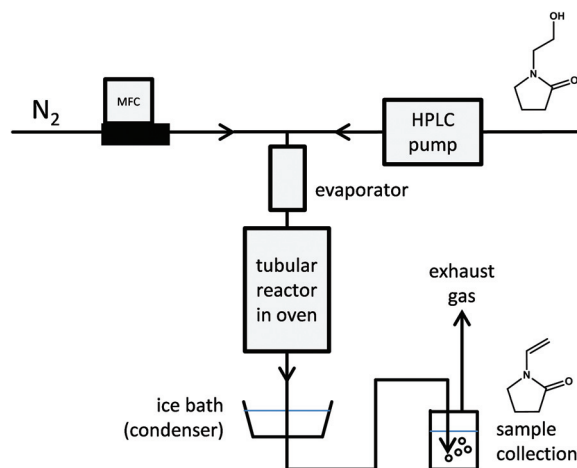 OH
N
O
N₂
MFC
HPLC
pump
evaporator
tubular
reactor
in oven
exhaust
gas
N
O
ice bath
(condenser)
sample
collection